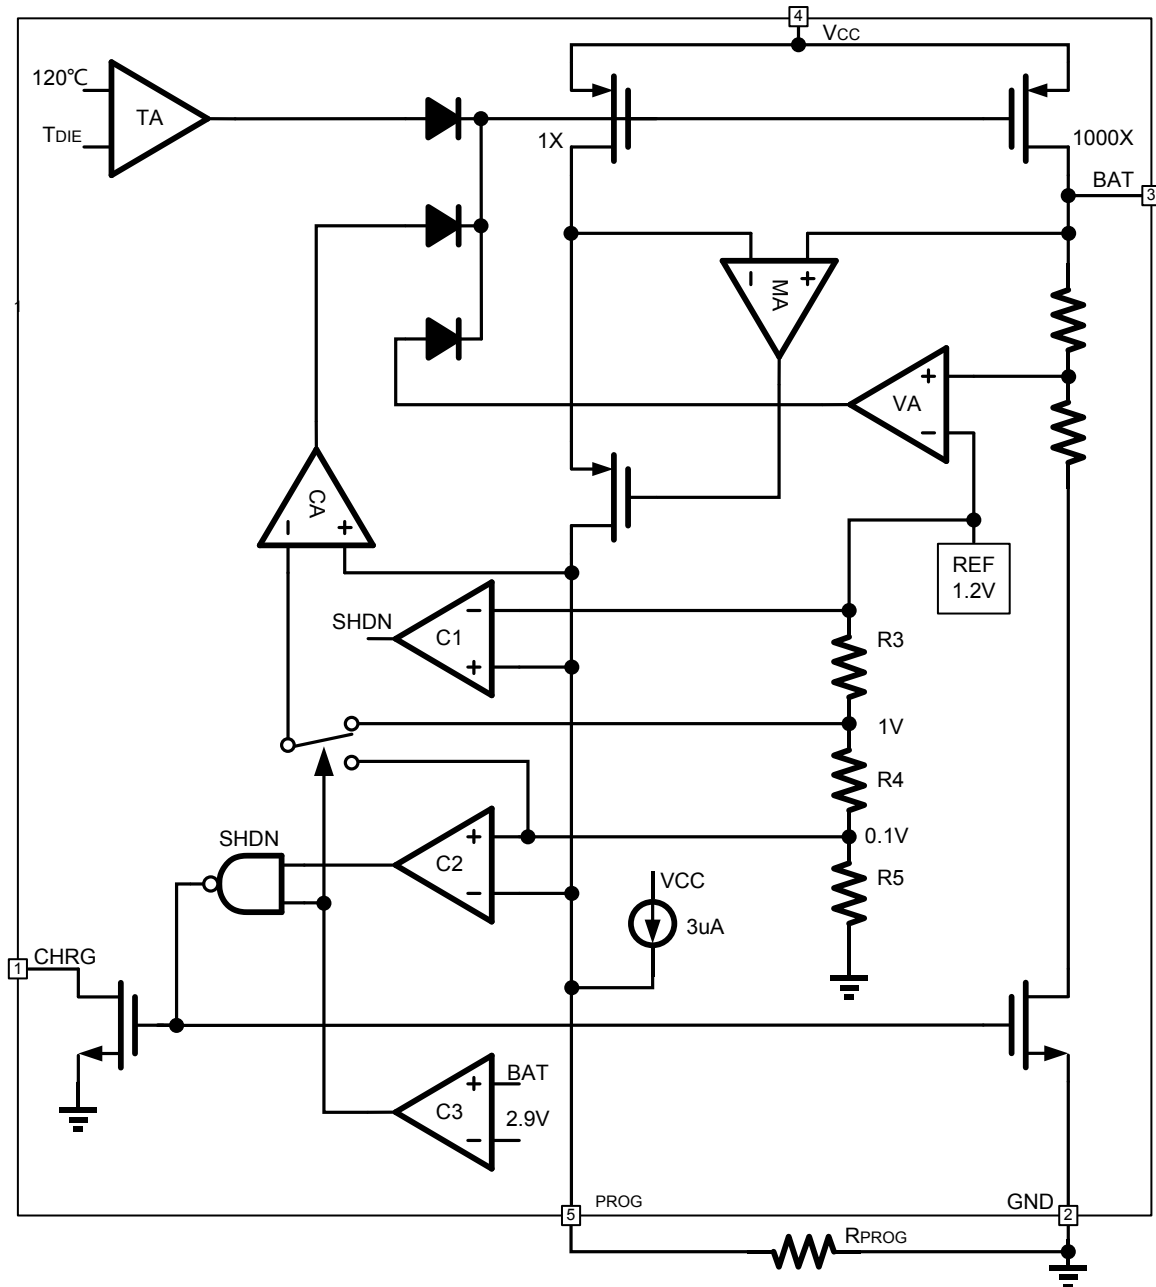 4
VCC
120℃
TA
TDIE
1X
1000X
BAT
3
− +
MA
1
+
VA
−
CA
− +
REF
1.2V
SHDN
−
C1
+
R3
1V
R4
SHDN
+
C2
−
0.1V
R5
VCC
3uA
CHRG
1
+
C3
−
BAT
2.9V
PROG
5
GND
2
RPROG